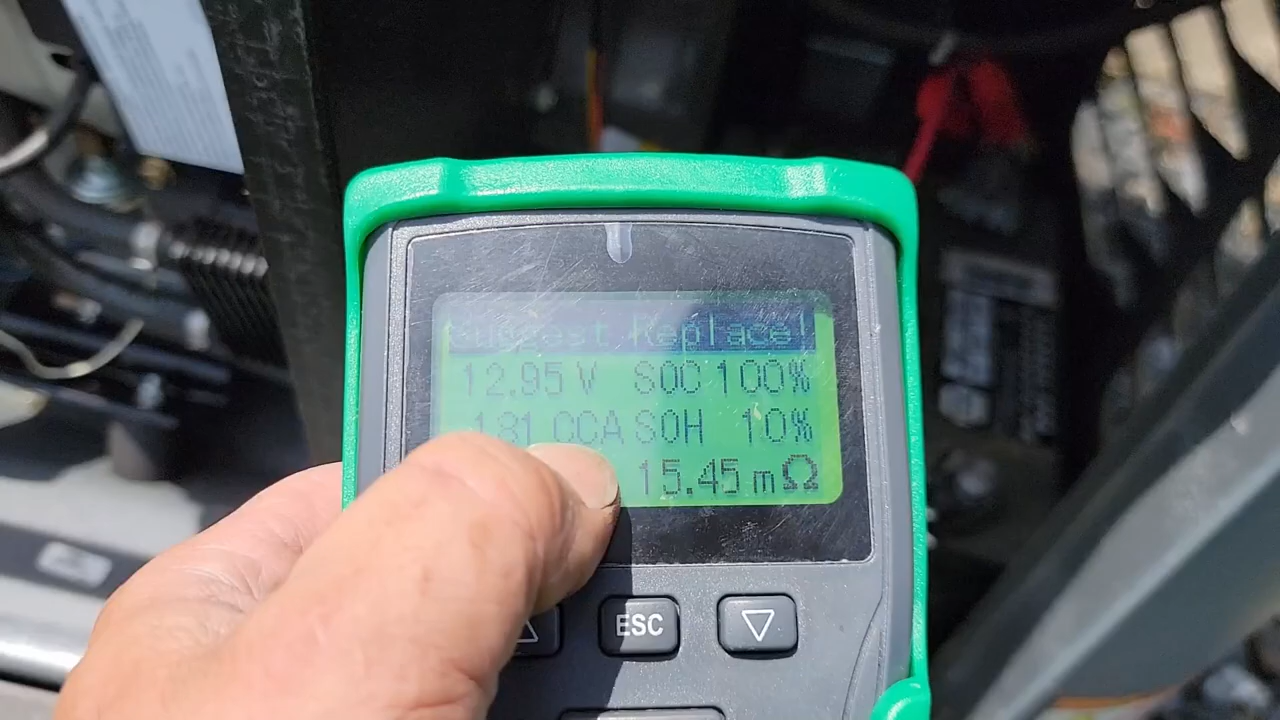 Suggest Replace!
12.95 V SOC 100%
181 CCA SOH 10%
15.45 mΩ
ESC